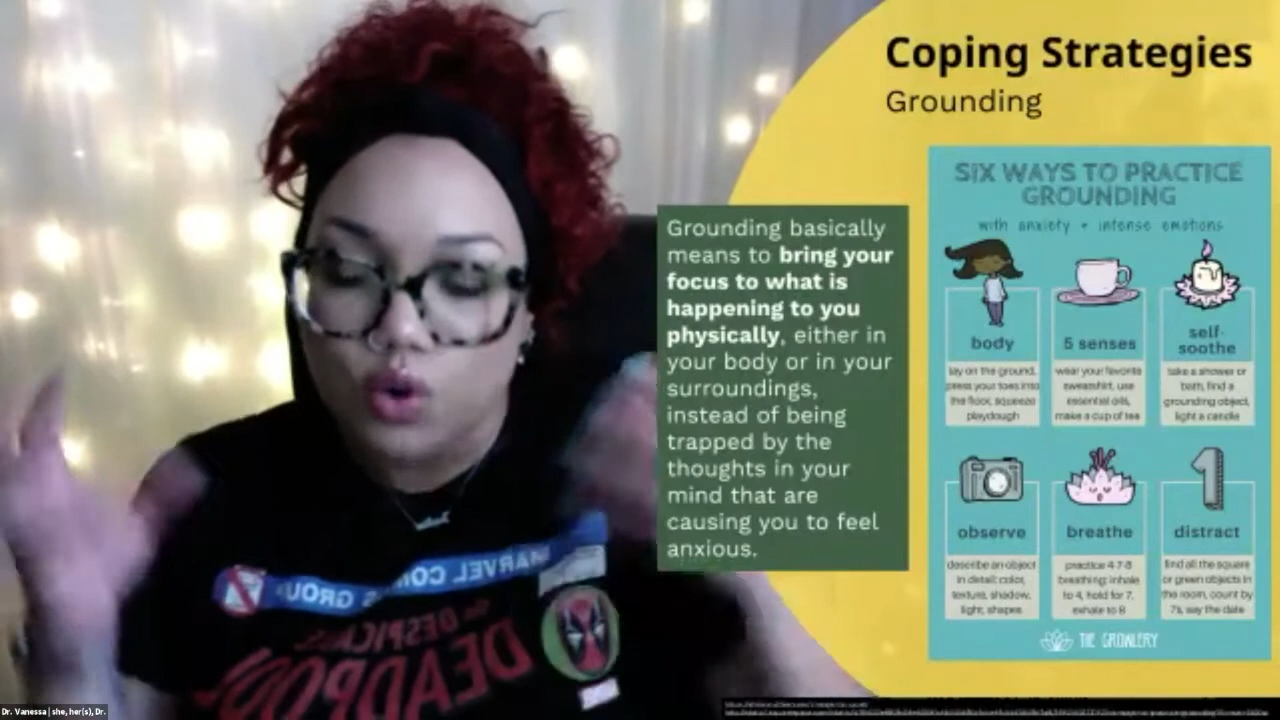 Coping Strategies
Grounding
Grounding basically
means to bring your
focus to what is
happening to you
physically, either in
your body or in your
surroundings,
instead of being
trapped by the
thoughts in your
mind that are
causing you to feel
anxious.
SIX WAYS TO PRACTICE
GROUNDING
with anxiety + intense emotions
body
lay on the ground,
press your toes into
the floor, squeeze
playdough
5 senses
wear your favorite
sweatshirt, use
essential oils,
make a cup of tea
self-
soothe
take a shower or
bath, find a
grounding object,
light a candle
observe
describe an object
in detail: color,
texture, shadow,
light, shapes
breathe
practice 4-7-8
breathing: inhale
to 4, hold for 7,
exhale to 8
distract
find all the square
or green objects in
the room, count by
7s, say the date
THE GROWLERY
MARVEL COMICS GROUP
the DESPICABLE
DEADPOOL
Dr. Vanessa | she, her(s), Dr.